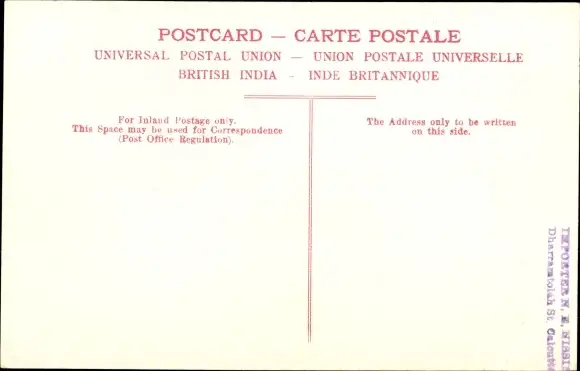 POSTCARD — CARTE POSTALE
UNIVERSAL POSTAL UNION — UNION POSTALE UNIVERSELLE
BRITISH INDIA – INDE BRITANNIQUE
For Inland Postage only.
This Space may be used for Correspondence
(Post Office Regulation).
The Address only to be written
on this side.
IMPORTER N. E.
Dharramtolah St. Calcutta